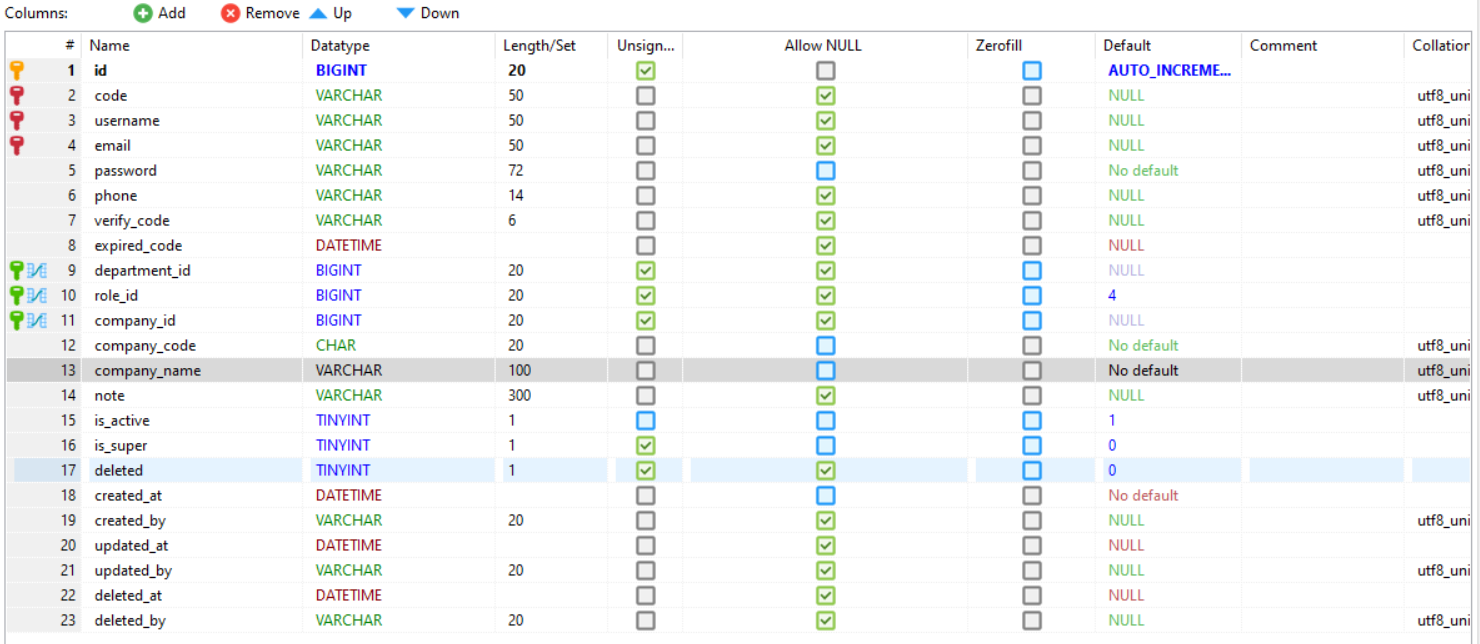 Columns: Add Remove Up Down
# Name Datatype Length/Set Unsign... Allow NULL Zerofill Default Comment Collation
1 id BIGINT 20 AUTO_INCREME...
2 code VARCHAR 50 NULL utf8_uni
3 username VARCHAR 50 NULL utf8_uni
4 email VARCHAR 50 NULL utf8_uni
5 password VARCHAR 72 No default utf8_uni
6 phone VARCHAR 14 NULL utf8_uni
7 verify_code VARCHAR 6 NULL utf8_uni
8 expired_code DATETIME NULL
9 department_id BIGINT 20 NULL
10 role_id BIGINT 20 4
11 company_id BIGINT 20 NULL
12 company_code CHAR 20 No default utf8_uni
13 company_name VARCHAR 100 No default utf8_uni
14 note VARCHAR 300 NULL utf8_uni
15 is_active TINYINT 1 1
16 is_super TINYINT 1 0
17 deleted TINYINT 1 0
18 created_at DATETIME No default
19 created_by VARCHAR 20 NULL utf8_uni
20 updated_at DATETIME NULL
21 updated_by VARCHAR 20 NULL utf8_uni
22 deleted_at DATETIME NULL
23 deleted_by VARCHAR 20 NULL utf8_uni